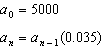 a₀ = 5000
aₙ = aₙ₋₁(0.035)